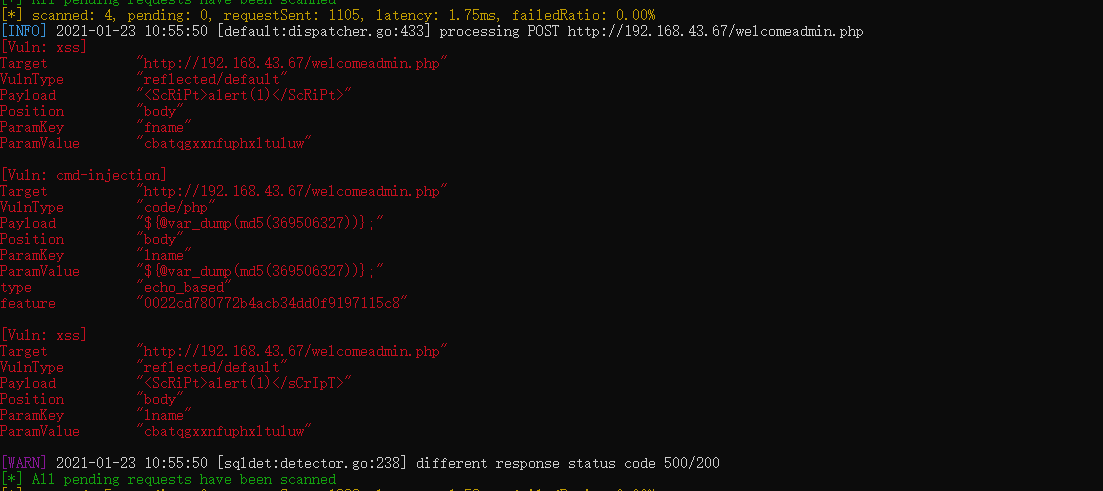 [*] All pending requests have been scanned
[*] scanned: 4, pending: 0, requestSent: 1105, latency: 1.75ms, failedRatio: 0.00%
[INFO] 2021-01-23 10:55:50 [default:dispatcher.go:433] processing POST http://192.168.43.67/welcomeadmin.php
[Vuln: xss]
Target "http://192.168.43.67/welcomeadmin.php"
VulnType "reflected/default"
Payload "<ScRiPt>alert(1)</ScRiPt>"
Position "body"
ParamKey "fname"
ParamValue "cbatqgxxnfuphxltuluw"
[Vuln: cmd-injection]
Target "http://192.168.43.67/welcomeadmin.php"
VulnType "code/php"
Payload "${@var_dump(md5(369506327))};"
Position "body"
ParamKey "lname"
ParamValue "${@var_dump(md5(369506327))};"
type "echo_based"
feature "0022cd780772b4acb34dd0f9197115c8"
[Vuln: xss]
Target "http://192.168.43.67/welcomeadmin.php"
VulnType "reflected/default"
Payload "<ScRiPt>alert(1)</sCrIpT>"
Position "body"
ParamKey "lname"
ParamValue "cbatqgxxnfuphxltuluw"
[WARN] 2021-01-23 10:55:50 [sqldet:detector.go:238] different response status code 500/200
[*] All pending requests have been scanned